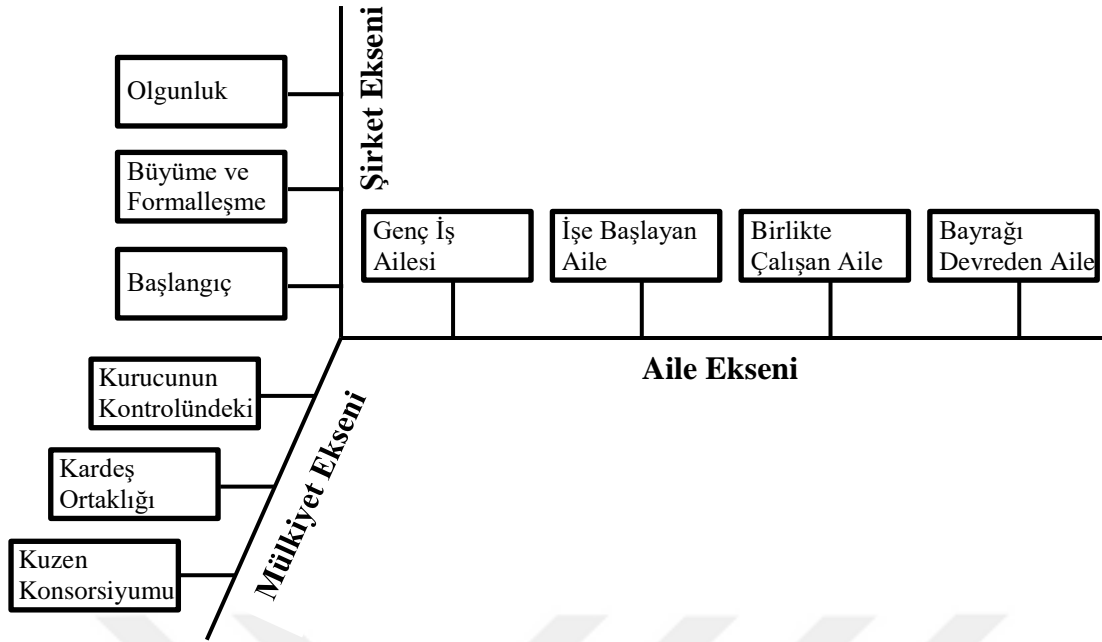 Şirket Ekseni
Olgunluk
Büyüme ve
Formalleşme
Başlangıç
Genç İş
Ailesi
İşe Başlayan
Aile
Birlikte
Çalışan Aile
Bayrağı
Devreden Aile
Aile Ekseni
Kurucunun
Kontrolündeki
Kardeş
Ortaklığı
Kuzen
Konsorsiyumu
Mülkiyet Ekseni